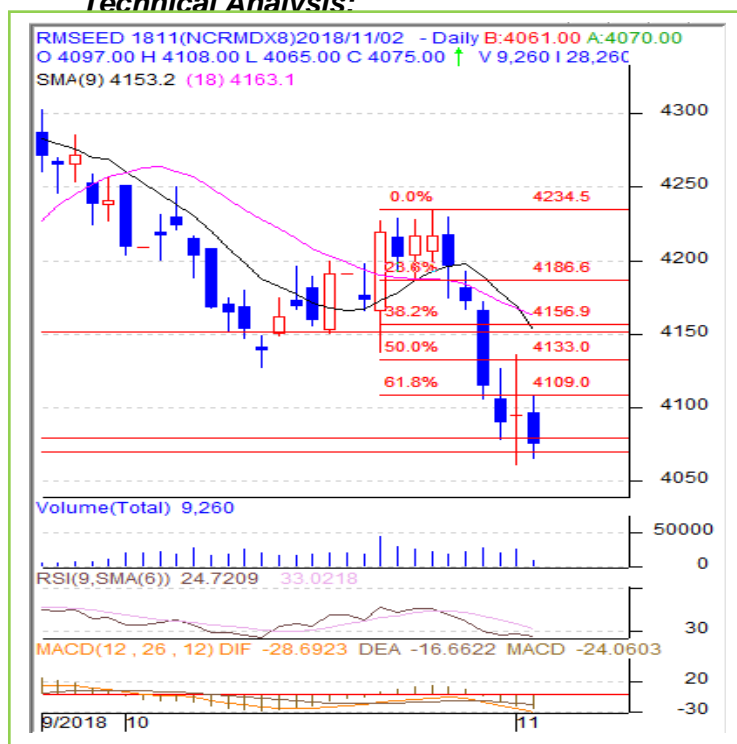 Technical Analysis:
RMSEED 1811(NCRMDX8)2018/11/02 - Daily B:4061.00 A:4070.00
O 4097.00 H 4108.00 L 4065.00 C 4075.00 ↑ V 9,260 I 28,260
SMA(9) 4153.2 (18) 4163.1
4300
4250
0.0% 4234.5
4200
23.6% 4186.6
38.2% 4156.9
4150
50.0% 4133.0
61.8% 4109.0
4100
4050
Volume(Total) 9,260
50000
0
RSI(9,SMA(6)) 24.7209 33.0218
30
MACD(12 , 26 , 12) DIF -28.6923 DEA -16.6622 MACD -24.0603
20
-30
9/2018 10 11